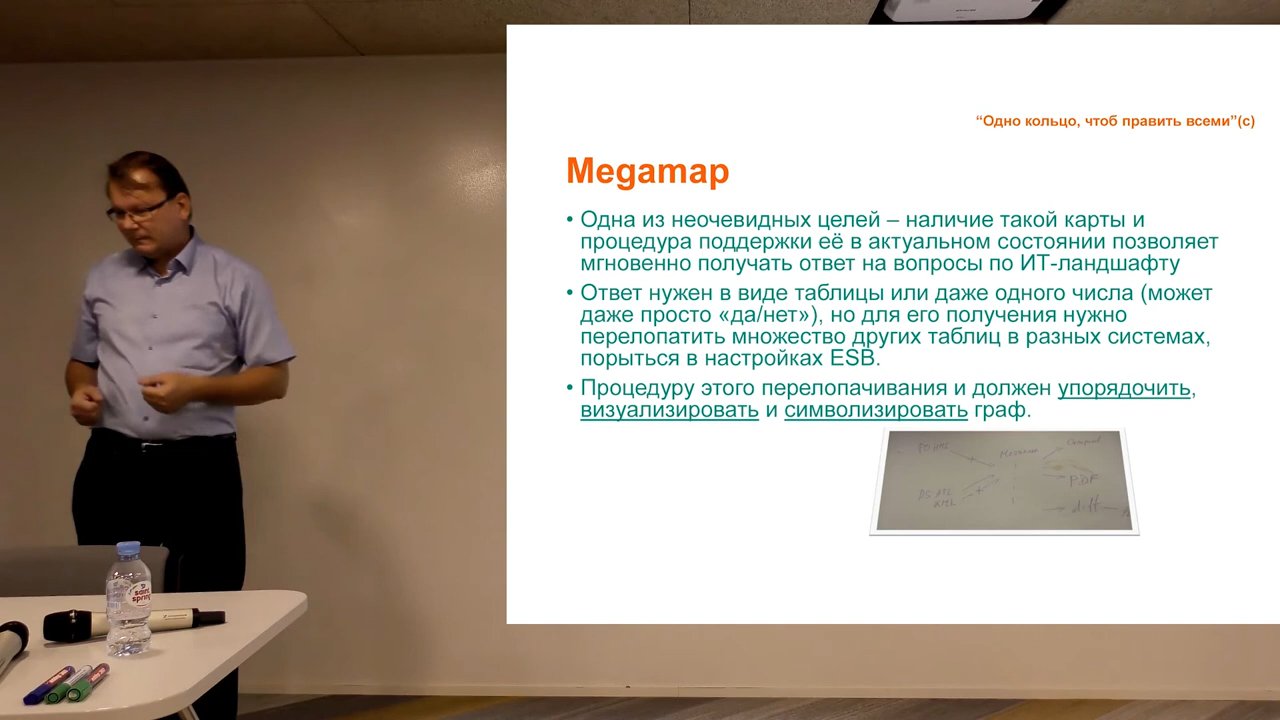 “Одно кольцо, чтоб править всеми”(с)
Megamap
• Одна из неочевидных целей – наличие такой карты и
процедура поддержки её в актуальном состоянии позволяет
мгновенно получать ответ на вопросы по ИТ-ландшафту
• Ответ нужен в виде таблицы или даже одного числа (может
даже просто «да/нет»), но для его получения нужно
перелопатить множество других таблиц в разных системах,
порыться в настройках ESB.
• Процедуру этого перелопачивания и должен упорядочить,
визуализировать и символизировать граф.
PDF
diff
saint
spring